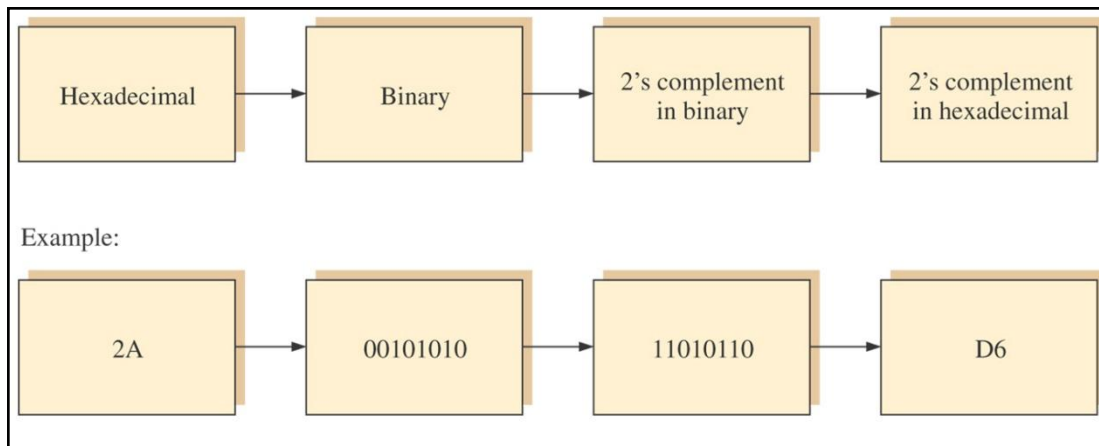 Hexadecimal
Binary
2’s complement
in binary
2’s complement
in hexadecimal
Example:
2A
00101010
11010110
D6